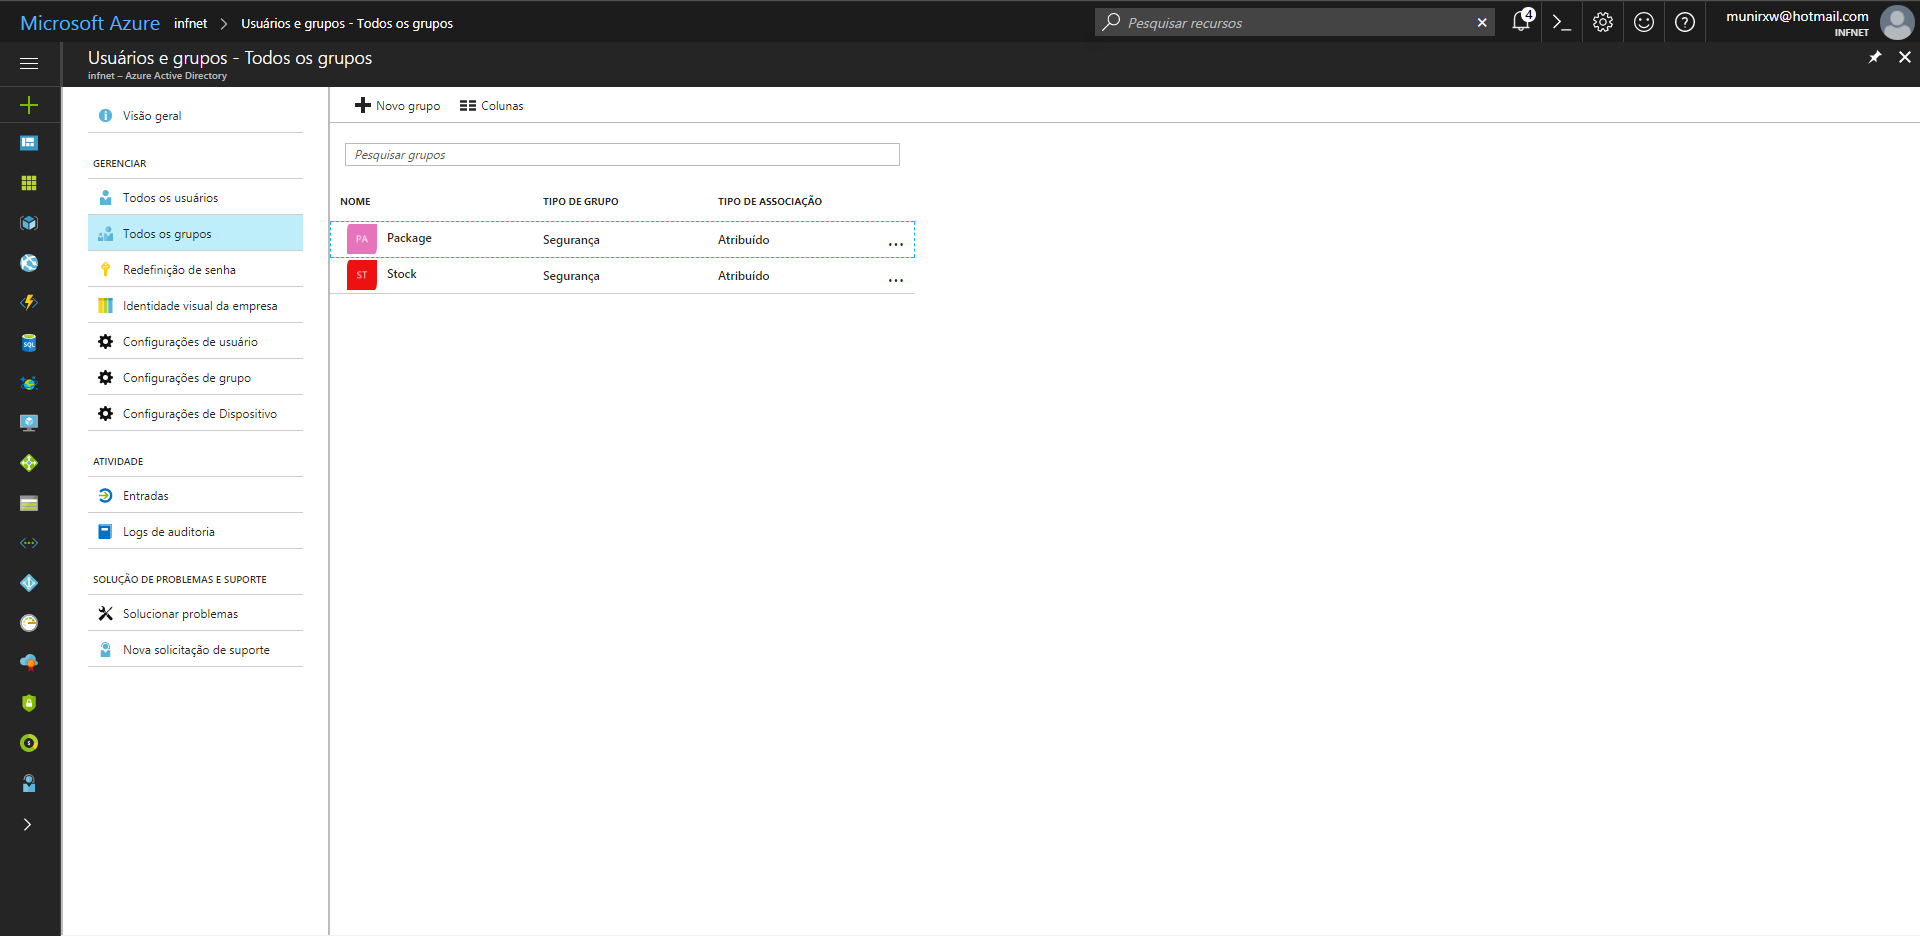 Microsoft Azure infnet > Usuários e grupos - Todos os grupos
Pesquisar recursos
4
munirxw@hotmail.com
INFNET
Usuários e grupos - Todos os grupos
infnet – Azure Active Directory
Visão geral
GERENCIAR
Todos os usuários
Todos os grupos
Redefinição de senha
Identidade visual da empresa
Configurações de usuário
Configurações de grupo
Configurações de Dispositivo
ATIVIDADE
Entradas
Logs de auditoria
SOLUÇÃO DE PROBLEMAS E SUPORTE
Solucionar problemas
Nova solicitação de suporte
Novo grupo Colunas
Pesquisar grupos
NOME TIPO DE GRUPO TIPO DE ASSOCIAÇÃO
PA Package Segurança Atribuído ...
ST Stock Segurança Atribuído ...
SQL